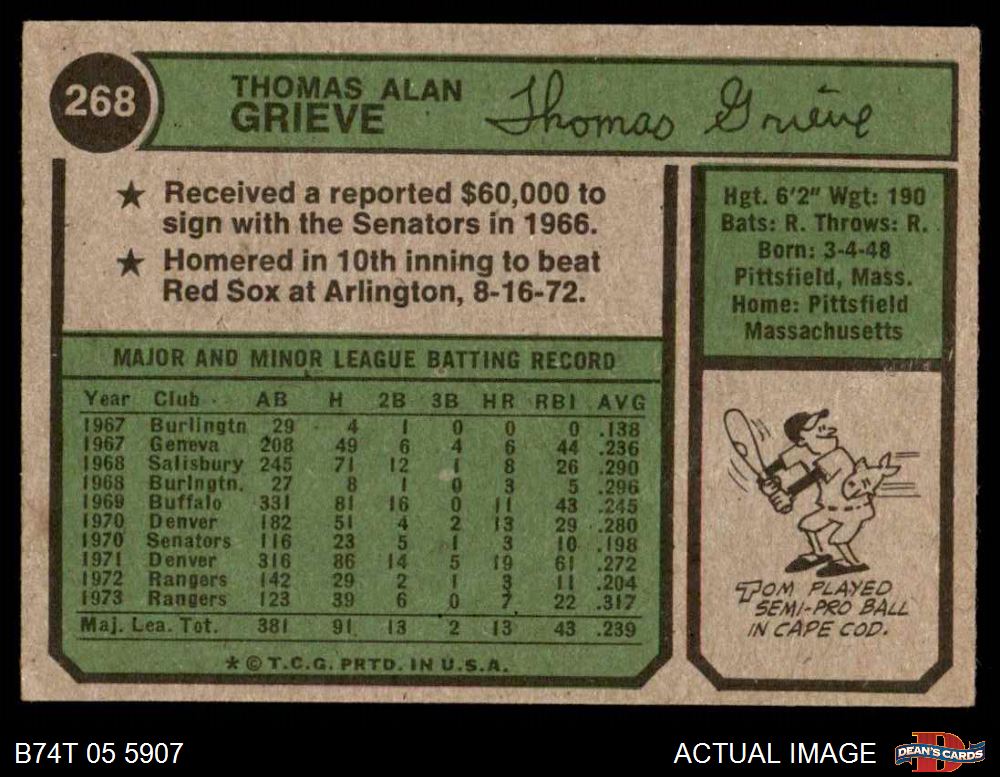 268
THOMAS ALAN
GRIEVE
Thomas Grieve
★ Received a reported $60,000 to
sign with the Senators in 1966.
★ Homered in 10th inning to beat
Red Sox at Arlington, 8-16-72.
Hgt. 6'2" Wgt: 190
Bats: R. Throws: R.
Born: 3-4-48
Pittsfield, Mass.
Home: Pittsfield
Massachusetts
MAJOR AND MINOR LEAGUE BATTING RECORD
Year Club AB H 2B 3B HR RBI AVG
1967 Burlingtn 29 4 1 0 0 0 .138
1967 Geneva 208 49 6 4 6 44 .236
1968 Salisbury 245 71 12 1 8 26 .290
1968 Burlngtn. 27 8 1 0 3 5 .296
1969 Buffalo 331 81 16 0 11 43 .245
1970 Denver 182 51 4 2 13 29 .280
1970 Senators 116 23 5 1 3 10 .198
1971 Denver 316 86 14 5 19 61 .272
1972 Rangers 142 29 2 1 3 11 .204
1973 Rangers 123 39 6 0 7 22 .317
Maj. Lea. Tot. 381 91 13 2 13 43 .239
* © T.C.G. PRTD. IN U.S.A.
TOM PLAYED
SEMI-PRO BALL
IN CAPE COD.
B74T 05 5907
ACTUAL IMAGE
DEAN'S CARDS